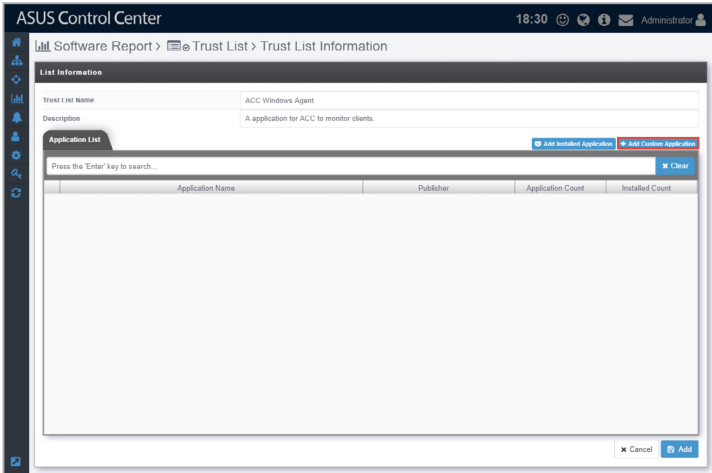 ASUS Control Center
18:30 Administrator
Software Report > Trust List > Trust List Information
List Information
Trust List Name ACC Windows Agent
Description A application for ACC to monitor clients.
Application List
Add Installed Application + Add Custom Application
Press the 'Enter' key to search... × Clear
Application Name Publisher Application Count Installed Count
× Cancel Add